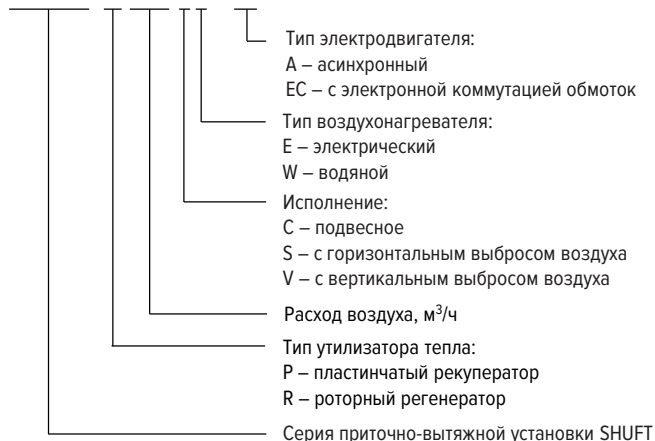 Тип электродвигателя:
A – асинхронный
EC – с электронной коммутацией обмоток
Тип воздухонагревателя:
E – электрический
W – водяной
Исполнение:
C – подвесное
S – с горизонтальным выбросом воздуха
V – с вертикальным выбросом воздуха
Расход воздуха, м³/ч
Тип утилизатора тепла:
P – пластинчатый рекуператор
R – роторный регенератор
Серия приточно-вытяжной установки SHUFT